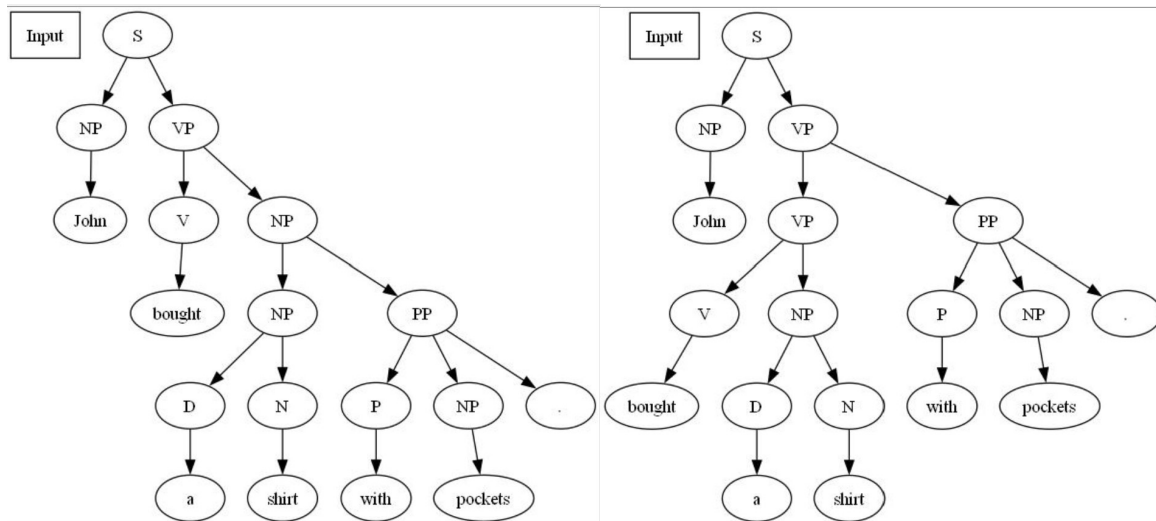 Input S Input S
NP VP NP VP
John V NP John VP PP
bought NP PP V NP P NP .
D N P NP . bought D N with pockets
a shirt with pockets a shirt